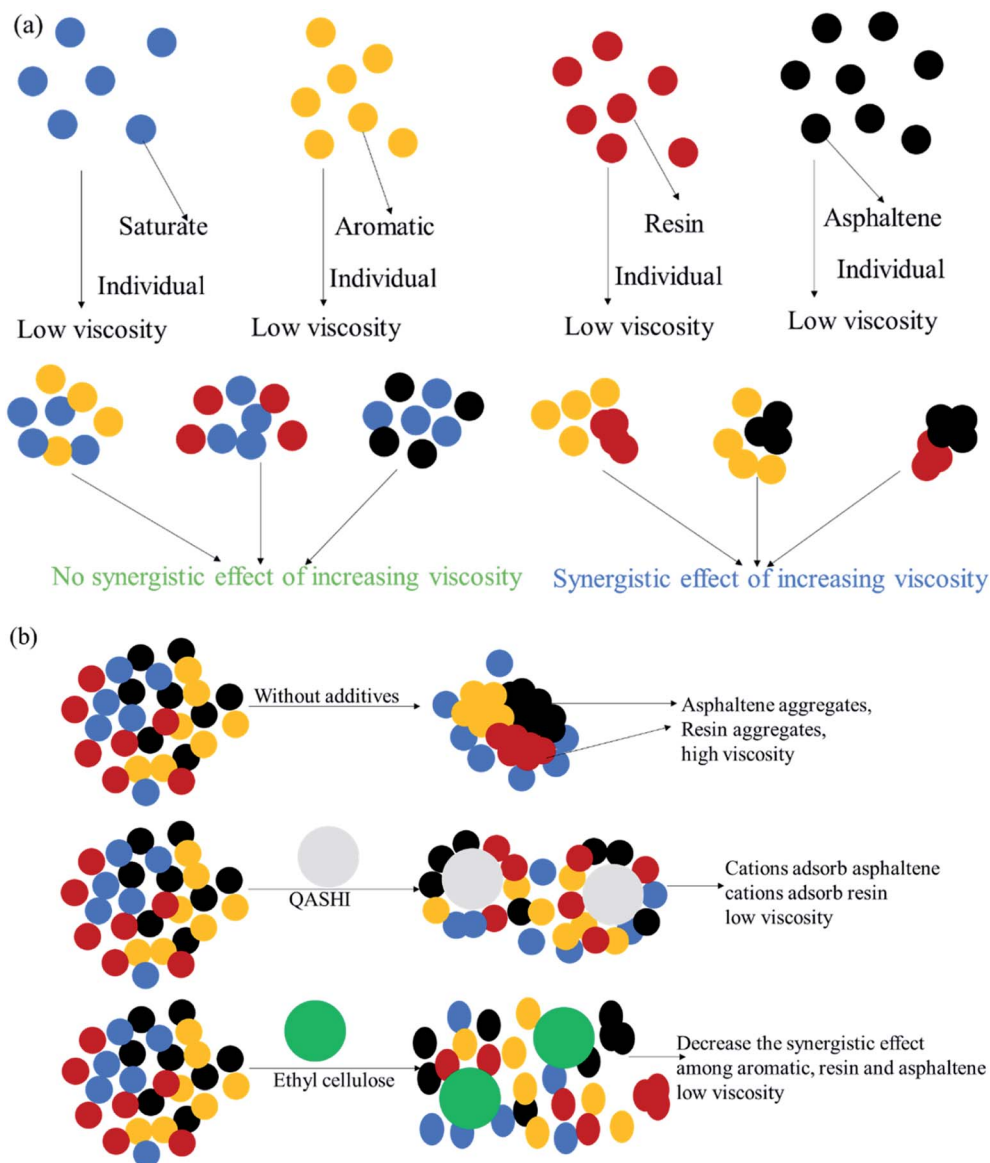 (a)
Saturate
Aromatic
Resin
Asphaltene
Individual
Individual
Individual
Individual
Low viscosity
Low viscosity
Low viscosity
Low viscosity
No synergistic effect of increasing viscosity
Synergistic effect of increasing viscosity
(b)
Without additives
Asphaltene aggregates,
Resin aggregates,
high viscosity
QASHI
Cations adsorb asphaltene
cations adsorb resin
low viscosity
Ethyl cellulose
Decrease the synergistic effect
among aromatic, resin and asphaltene
low viscosity